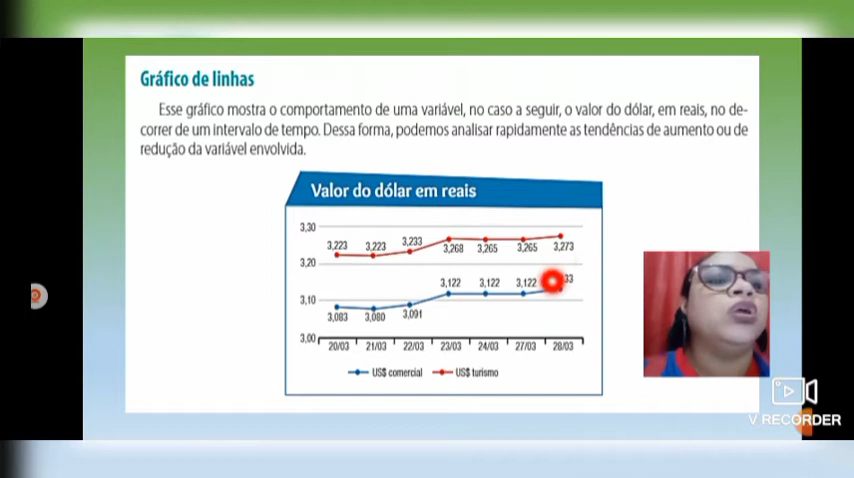 Gráfico de linhas
Esse gráfico mostra o comportamento de uma variável, no caso a seguir, o valor do dólar, em reais, no de-
correr de um intervalo de tempo. Dessa forma, podemos analisar rapidamente as tendências de aumento ou de
redução da variável envolvida.
Valor do dólar em reais
3,30
3,223 3,223 3,233 3,268 3,265 3,265 3,273
3,20
3,122 3,122 3,122 33
3,10
3,083 3,080 3,091
3,00
20/03 21/03 22/03 23/03 24/03 27/03 28/03
US$ comercial US$ turismo
V RECORDER